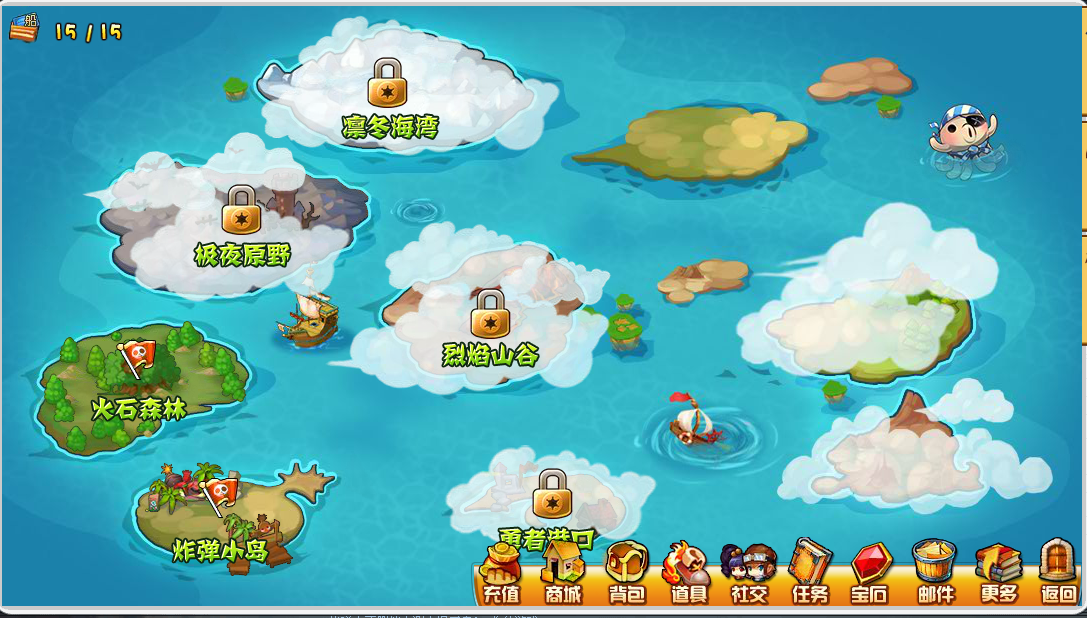 船
15/15
凛冬海湾
极夜原野
烈焰山谷
火石森林
炸弹小岛
勇者港口
充值 商城 背包 道具 社交 任务 宝石 邮件 更多 返回